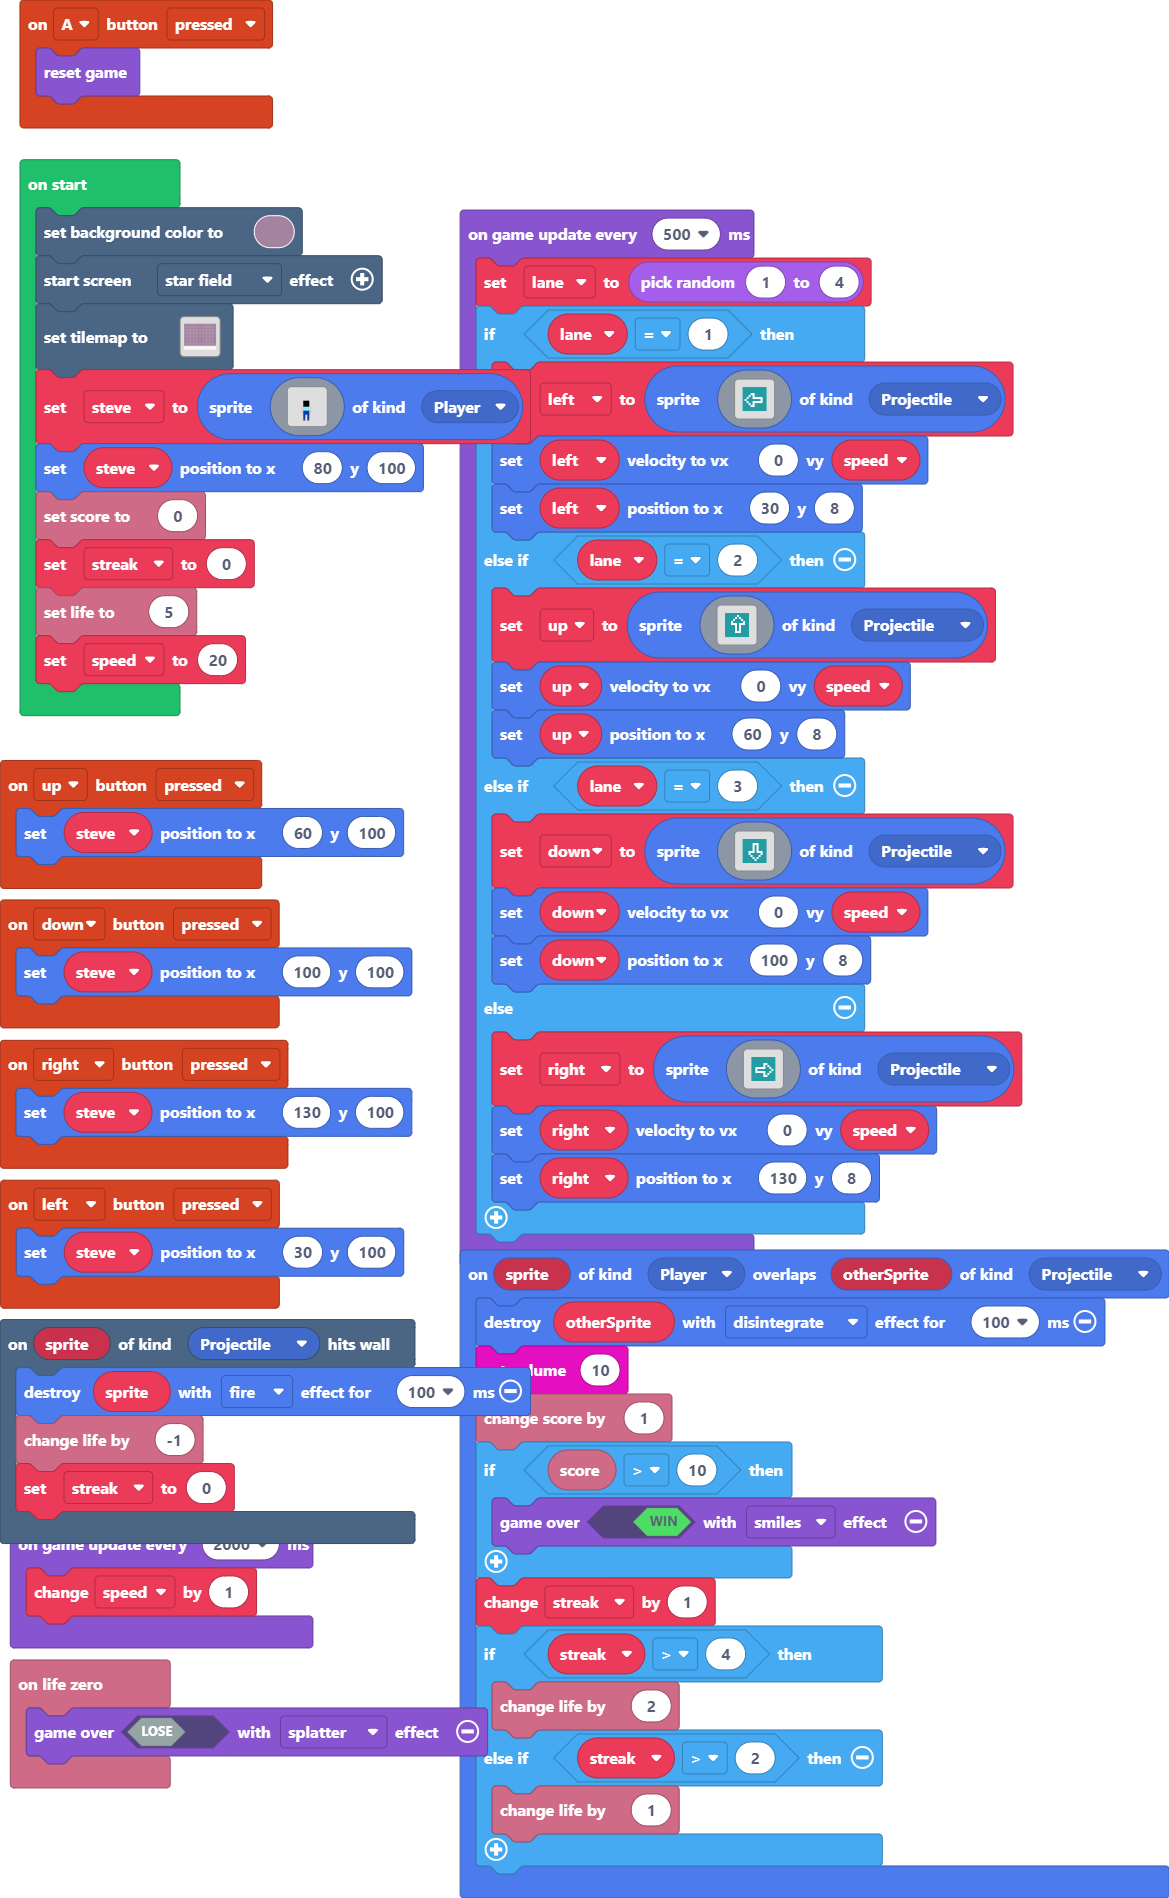 on A button pressed
reset game
on start
set background color to
start screen star field effect
set tilemap to
set steve to sprite of kind Player
set steve position to x 80 y 100
set score to 0
set streak to 0
set life to 5
set speed to 20
on up button pressed
set steve position to x 60 y 100
on down button pressed
set steve position to x 100 y 100
on right button pressed
set steve position to x 130 y 100
on left button pressed
set steve position to x 30 y 100
on sprite of kind Projectile hits wall
destroy sprite with fire effect for 100 ms
change life by -1
set streak to 0
on game update every 2000 ms
change speed by 1
on life zero
game over LOSE with splatter effect
on game update every 500 ms
set lane to pick random 1 to 4
if lane = 1 then
left to sprite of kind Projectile
set left velocity to vx 0 vy speed
set left position to x 30 y 8
else if lane = 2 then
set up to sprite of kind Projectile
set up velocity to vx 0 vy speed
set up position to x 60 y 8
else if lane = 3 then
set down to sprite of kind Projectile
set down velocity to vx 0 vy speed
set down position to x 100 y 8
else
set right to sprite of kind Projectile
set right velocity to vx 0 vy speed
set right position to x 130 y 8
on sprite of kind Player overlaps otherSprite of kind Projectile
destroy otherSprite with disintegrate effect for 100 ms
10
change score by 1
if score > 10 then
game over WIN with smiles effect
change streak by 1
if streak > 4 then
change life by 2
else if streak > 2 then
change life by 1